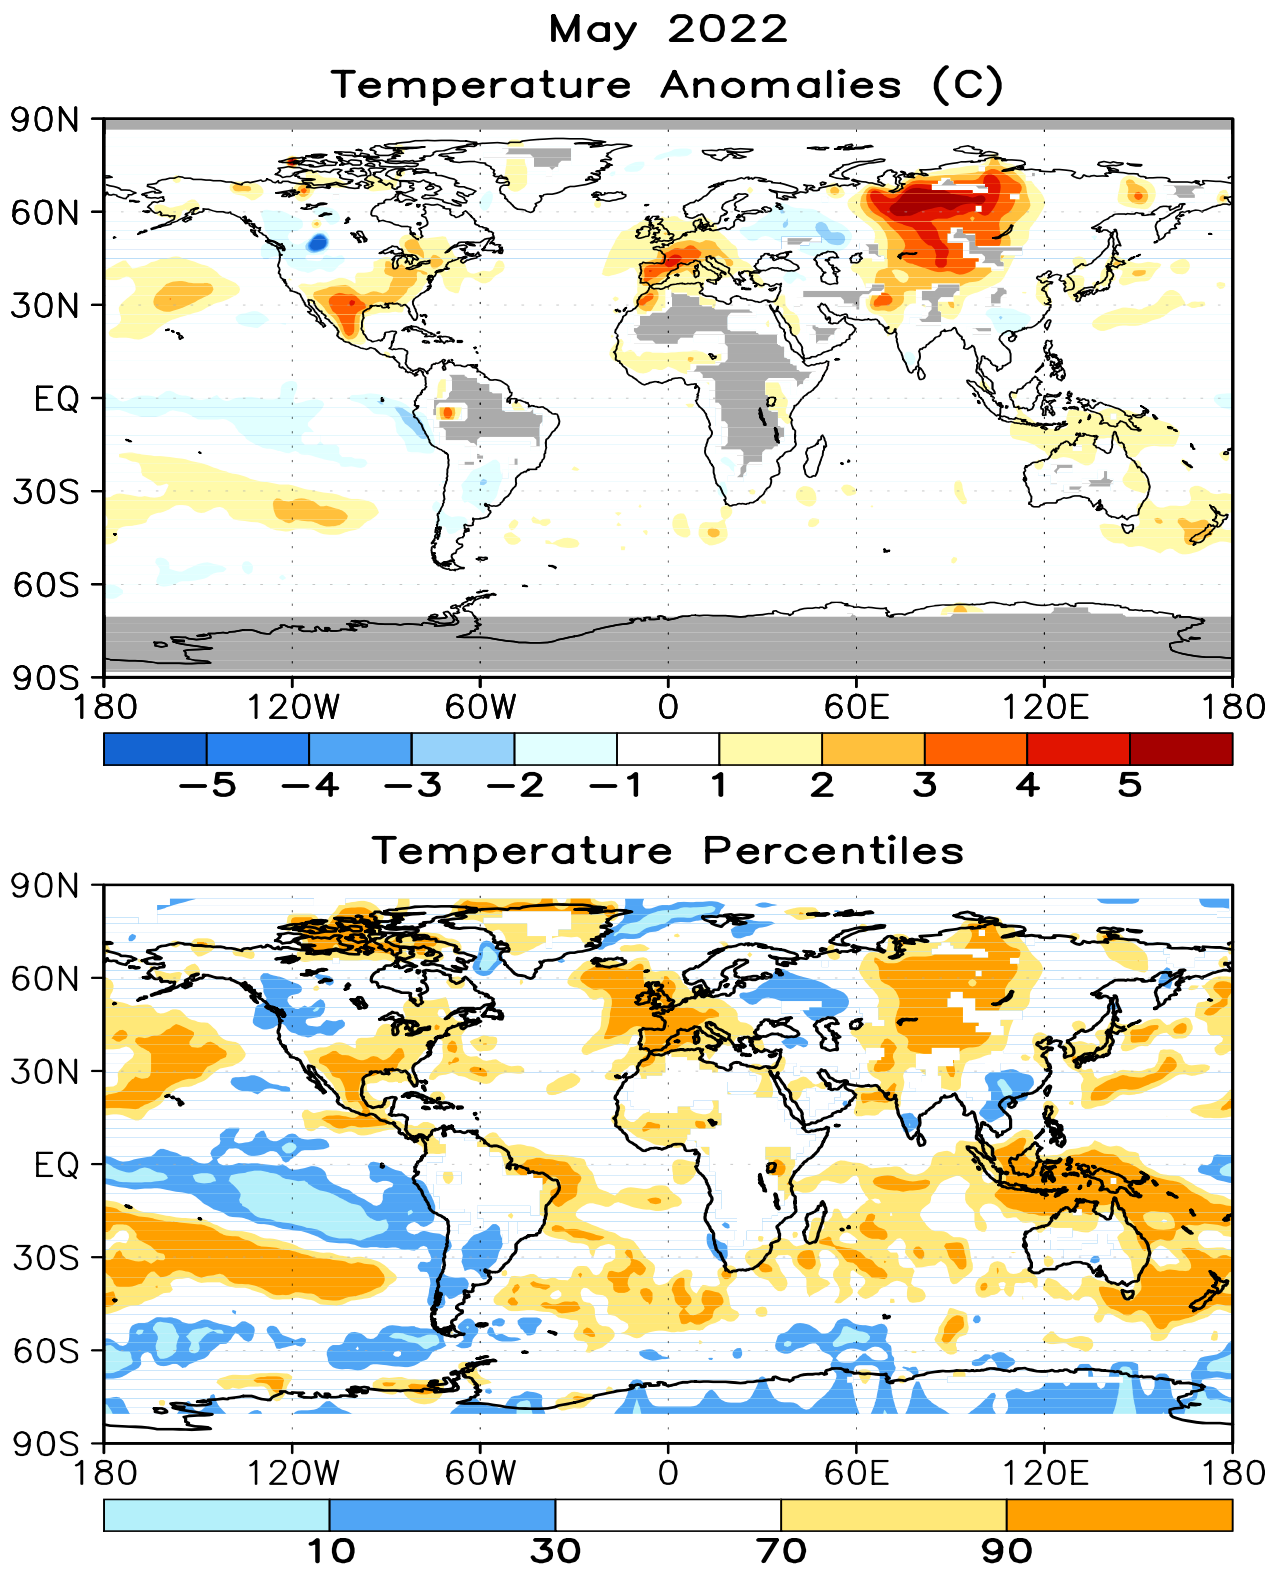 May 2022
Temperature Anomalies (C)
90N
60N
30N
EQ
30S
60S
90S
180 120W 60W 0 60E 120E 180
−5 −4 −3 −2 −1 1 2 3 4 5
Temperature Percentiles
90N
60N
30N
EQ
30S
60S
90S
180 120W 60W 0 60E 120E 180
10 30 70 90